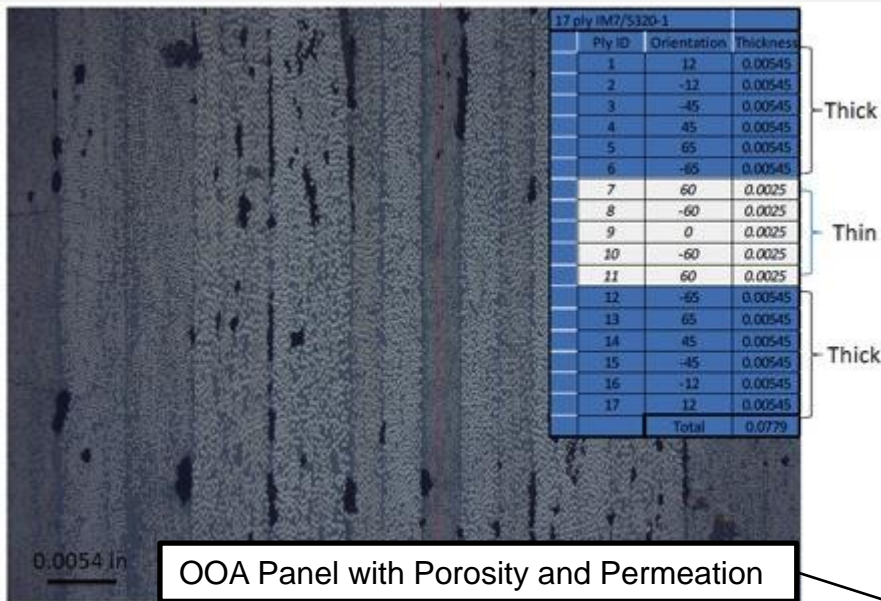 17 ply IM7/5320-1
Ply ID Orientation Thickness
1 12 0.00545
2 -12 0.00545
3 -45 0.00545
4 45 0.00545
5 65 0.00545
6 -65 0.00545
7 60 0.0025
8 -60 0.0025
9 0 0.0025
10 -60 0.0025
11 60 0.0025
12 -65 0.00545
13 65 0.00545
14 45 0.00545
15 -45 0.00545
16 -12 0.00545
17 12 0.00545
Total 0.0779
Thick
Thin
Thick
0.0054 in
OOA Panel with Porosity and Permeation